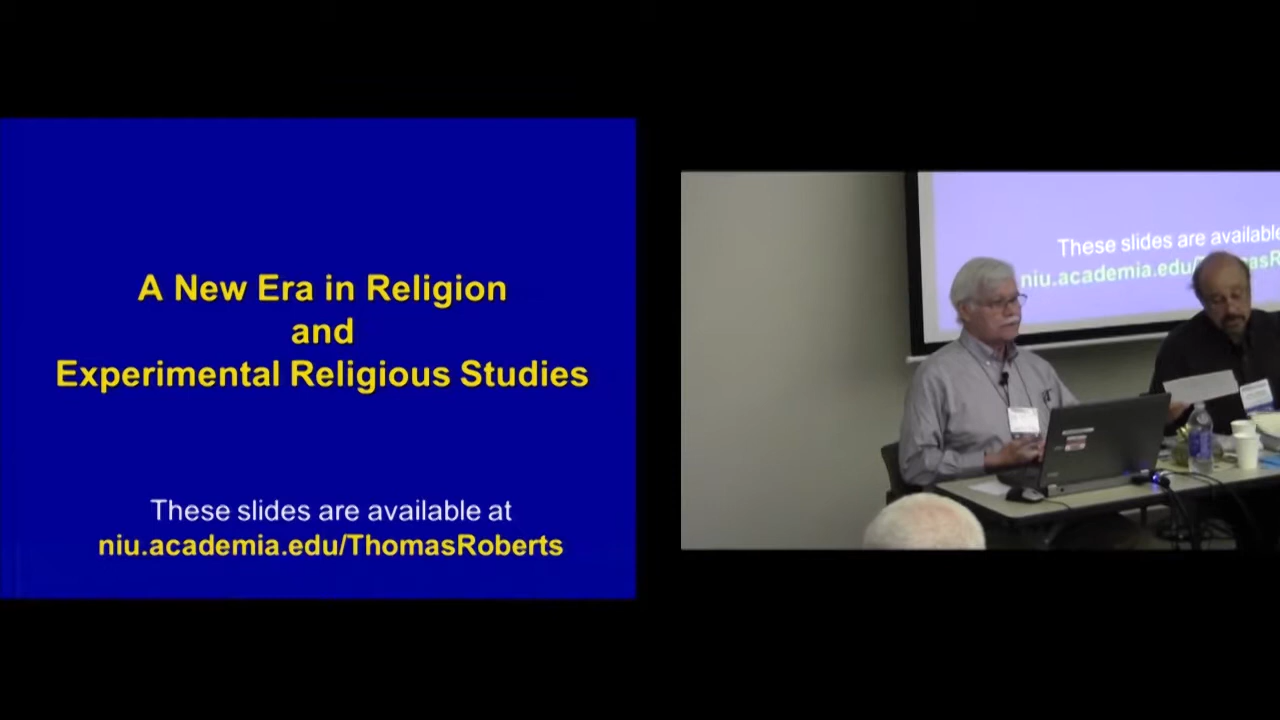 A New Era in Religion
and
Experimental Religious Studies
These slides are available at
niu.academia.edu/ThomasRoberts
These slides are available
niu.academia.edu/